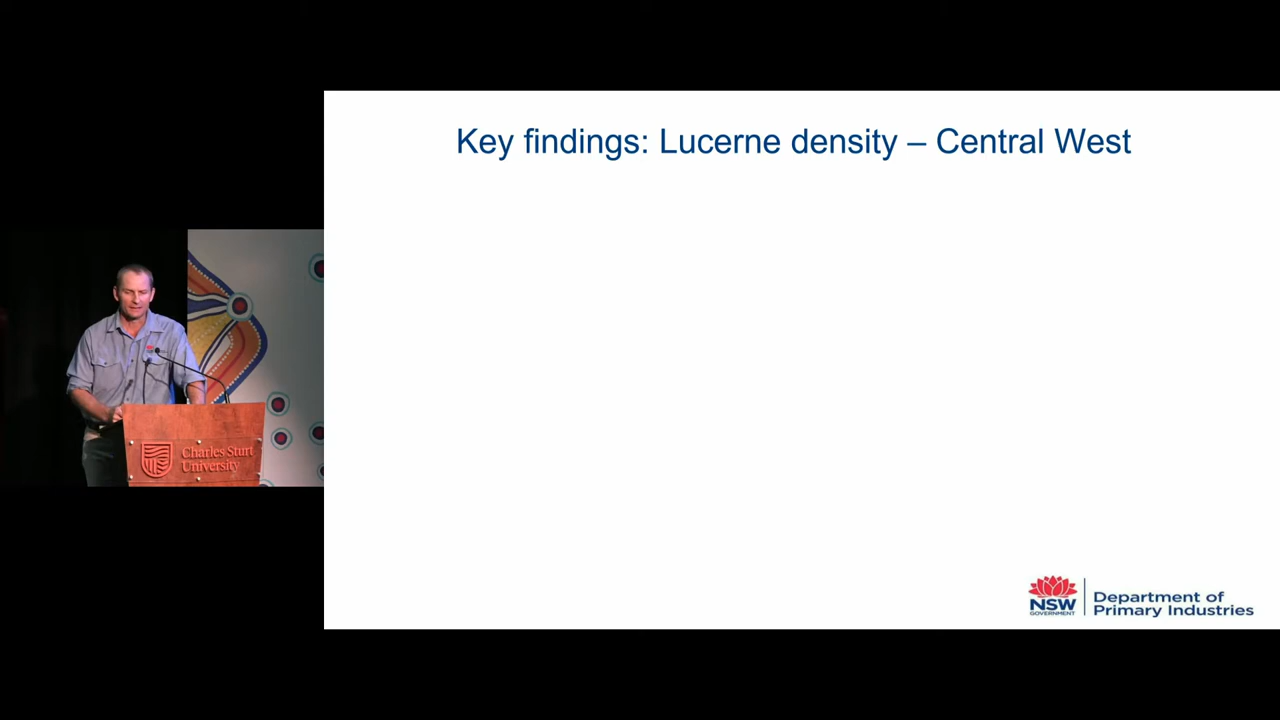 Key findings: Lucerne density – Central West
Charles Sturt
University
NSW
GOVERNMENT
Department of
Primary Industries